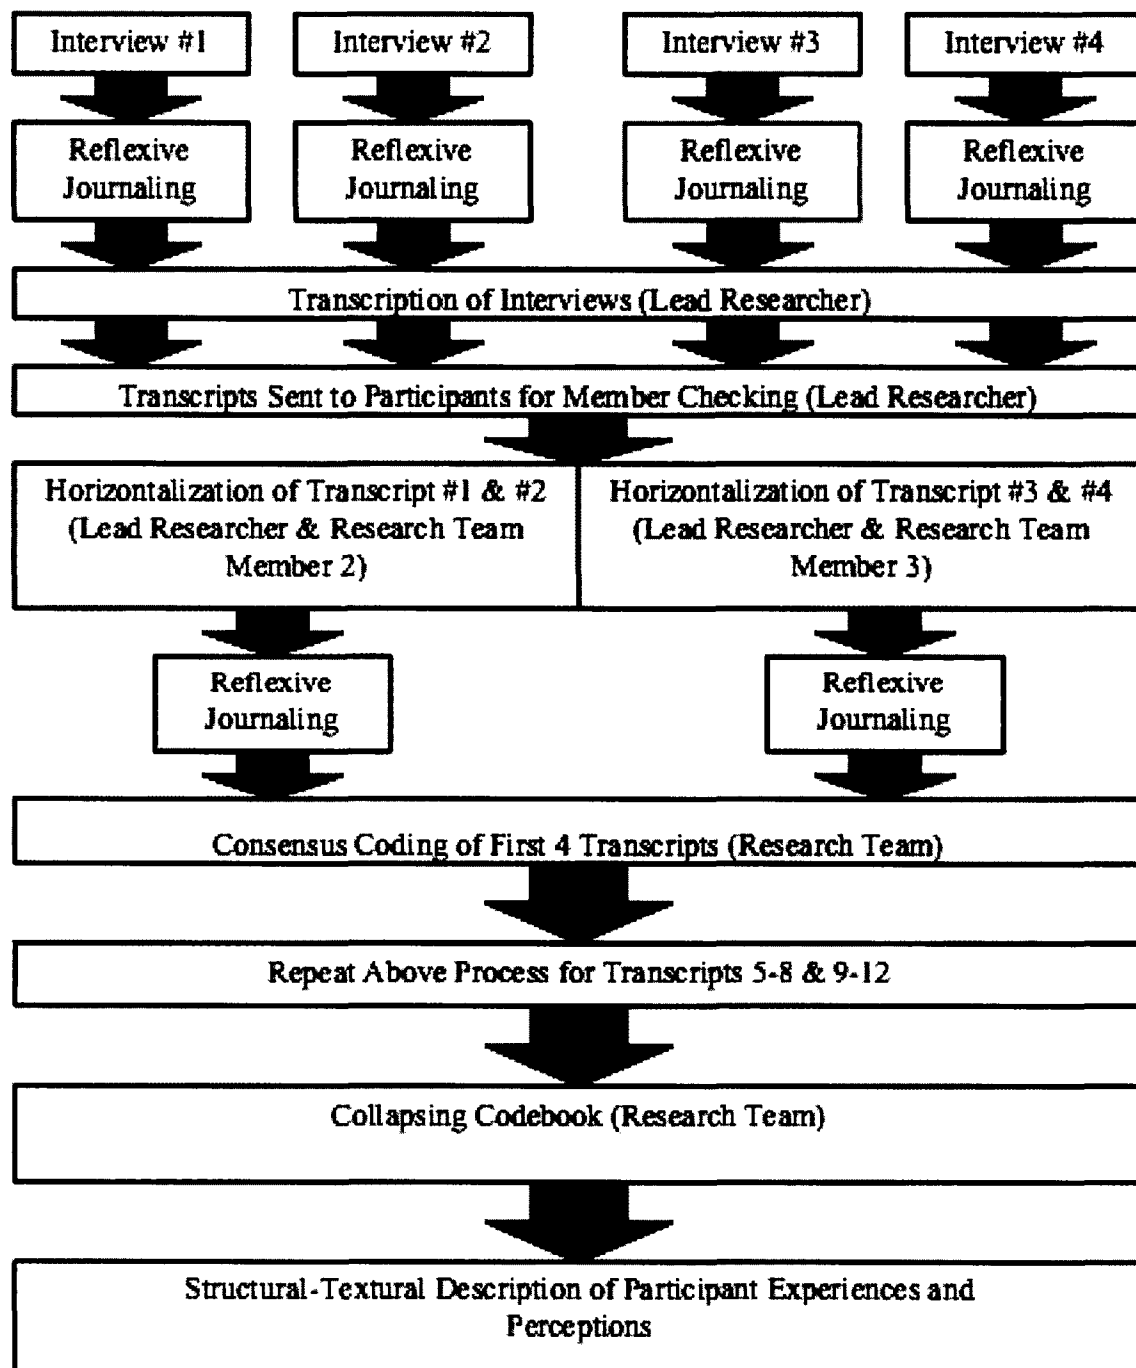 Interview #1
Interview #2
Interview #3
Interview #4
Reflexive
Journaling
Reflexive
Journaling
Reflexive
Journaling
Reflexive
Journaling
Transcription of Interviews (Lead Researcher)
Transcripts Sent to Participants for Member Checking (Lead Researcher)
Horizontalization of Transcript #1 & #2
(Lead Researcher & Research Team
Member 2)
Horizontalization of Transcript #3 & #4
(Lead Researcher & Research Team
Member 3)
Reflexive
Journaling
Reflexive
Journaling
Consensus Coding of First 4 Transcripts (Research Team)
Repeat Above Process for Transcripts 5-8 & 9-12
Collapsing Codebook (Research Team)
Structural-Textural Description of Participant Experiences and
Perceptions